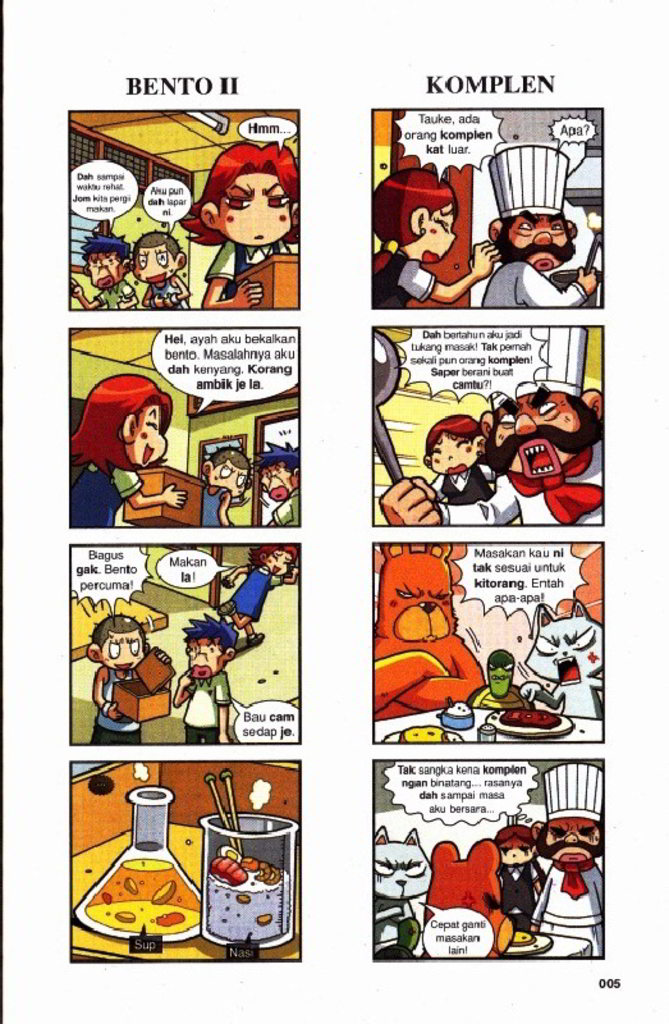 BENTO II
Hmm...
Dah sampai
waktu rehat.
Jom kita pergi
makan.
Aku pun
dah lapar
ni.
Hei, ayah aku bekalkan
bento. Masalahnya aku
dah kenyang. Korang
ambik je la.
Bagus
gak. Bento
percuma!
Makan
la!
Bau cam
sedap je.
Sup
Nasi
KOMPLEN
Tauke, ada
orang komplen
kat luar.
Apa?
Dah bertahun aku jadi
tukang masak! Tak pernah
sekali pun orang komplen!
Saper berani buat
camtu?!
Masakan kau ni
tak sesuai untuk
kitorang. Entah
apa-apa!
Tak sangka kena komplen
ngan binatang... rasanya
dah sampai masa
aku bersara...
Cepat ganti
masakan
lain!
005